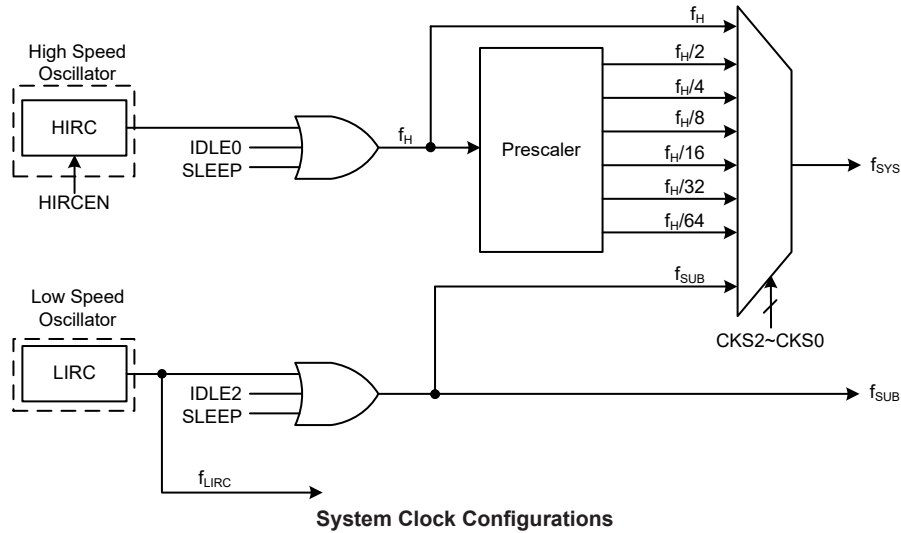 High Speed
Oscillator
HIRC
HIRCEN
IDLE0
SLEEP
fH
Prescaler
fH
fH/2
fH/4
fH/8
fH/16
fH/32
fH/64
fSUB
CKS2~CKS0
fSYS
Low Speed
Oscillator
LIRC
IDLE2
SLEEP
fSUB
fLIRC
System Clock Configurations